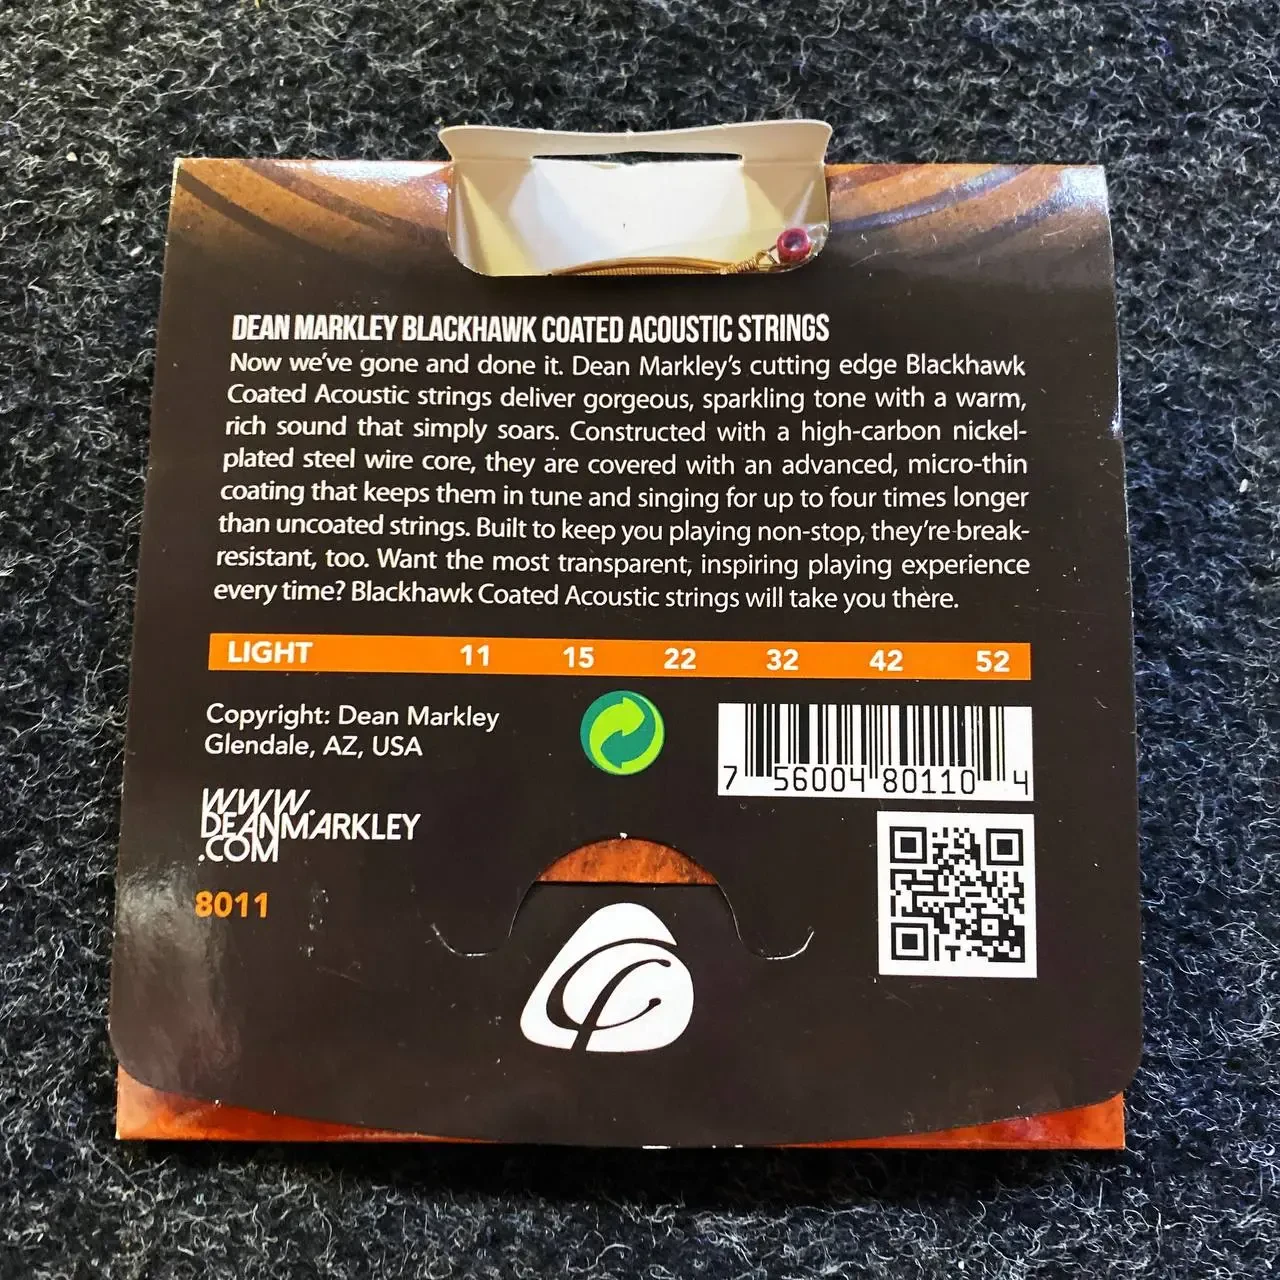 DEAN MARKLEY BLACKHAWK COATED ACOUSTIC STRINGS
Now we've gone and done it. Dean Markley's cutting edge Blackhawk
Coated Acoustic strings deliver gorgeous, sparkling tone with a warm,
rich sound that simply soars. Constructed with a high-carbon nickel-
plated steel wire core, they are covered with an advanced, micro-thin
coating that keeps them in tune and singing for up to four times longer
than uncoated strings. Built to keep you playing non-stop, they're break-
resistant, too. Want the most transparent, inspiring playing experience
every time? Blackhawk Coated Acoustic strings will take you there.
LIGHT 11 15 22 32 42 52
Copyright: Dean Markley
Glendale, AZ, USA
7 56004 80110 4
WWW.
DEANMARKLEY
.COM
8011